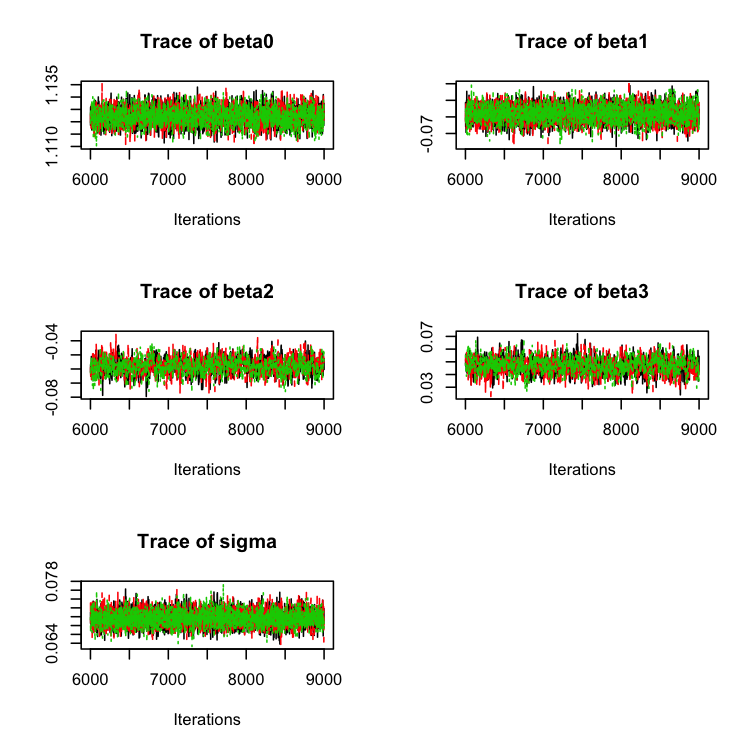 Trace of beta0
1.110 1.135
6000 7000 8000 9000
Iterations
Trace of beta1
-0.07
6000 7000 8000 9000
Iterations
Trace of beta2
-0.08 -0.04
6000 7000 8000 9000
Iterations
Trace of beta3
0.03 0.07
6000 7000 8000 9000
Iterations
Trace of sigma
0.064 0.078
6000 7000 8000 9000
Iterations